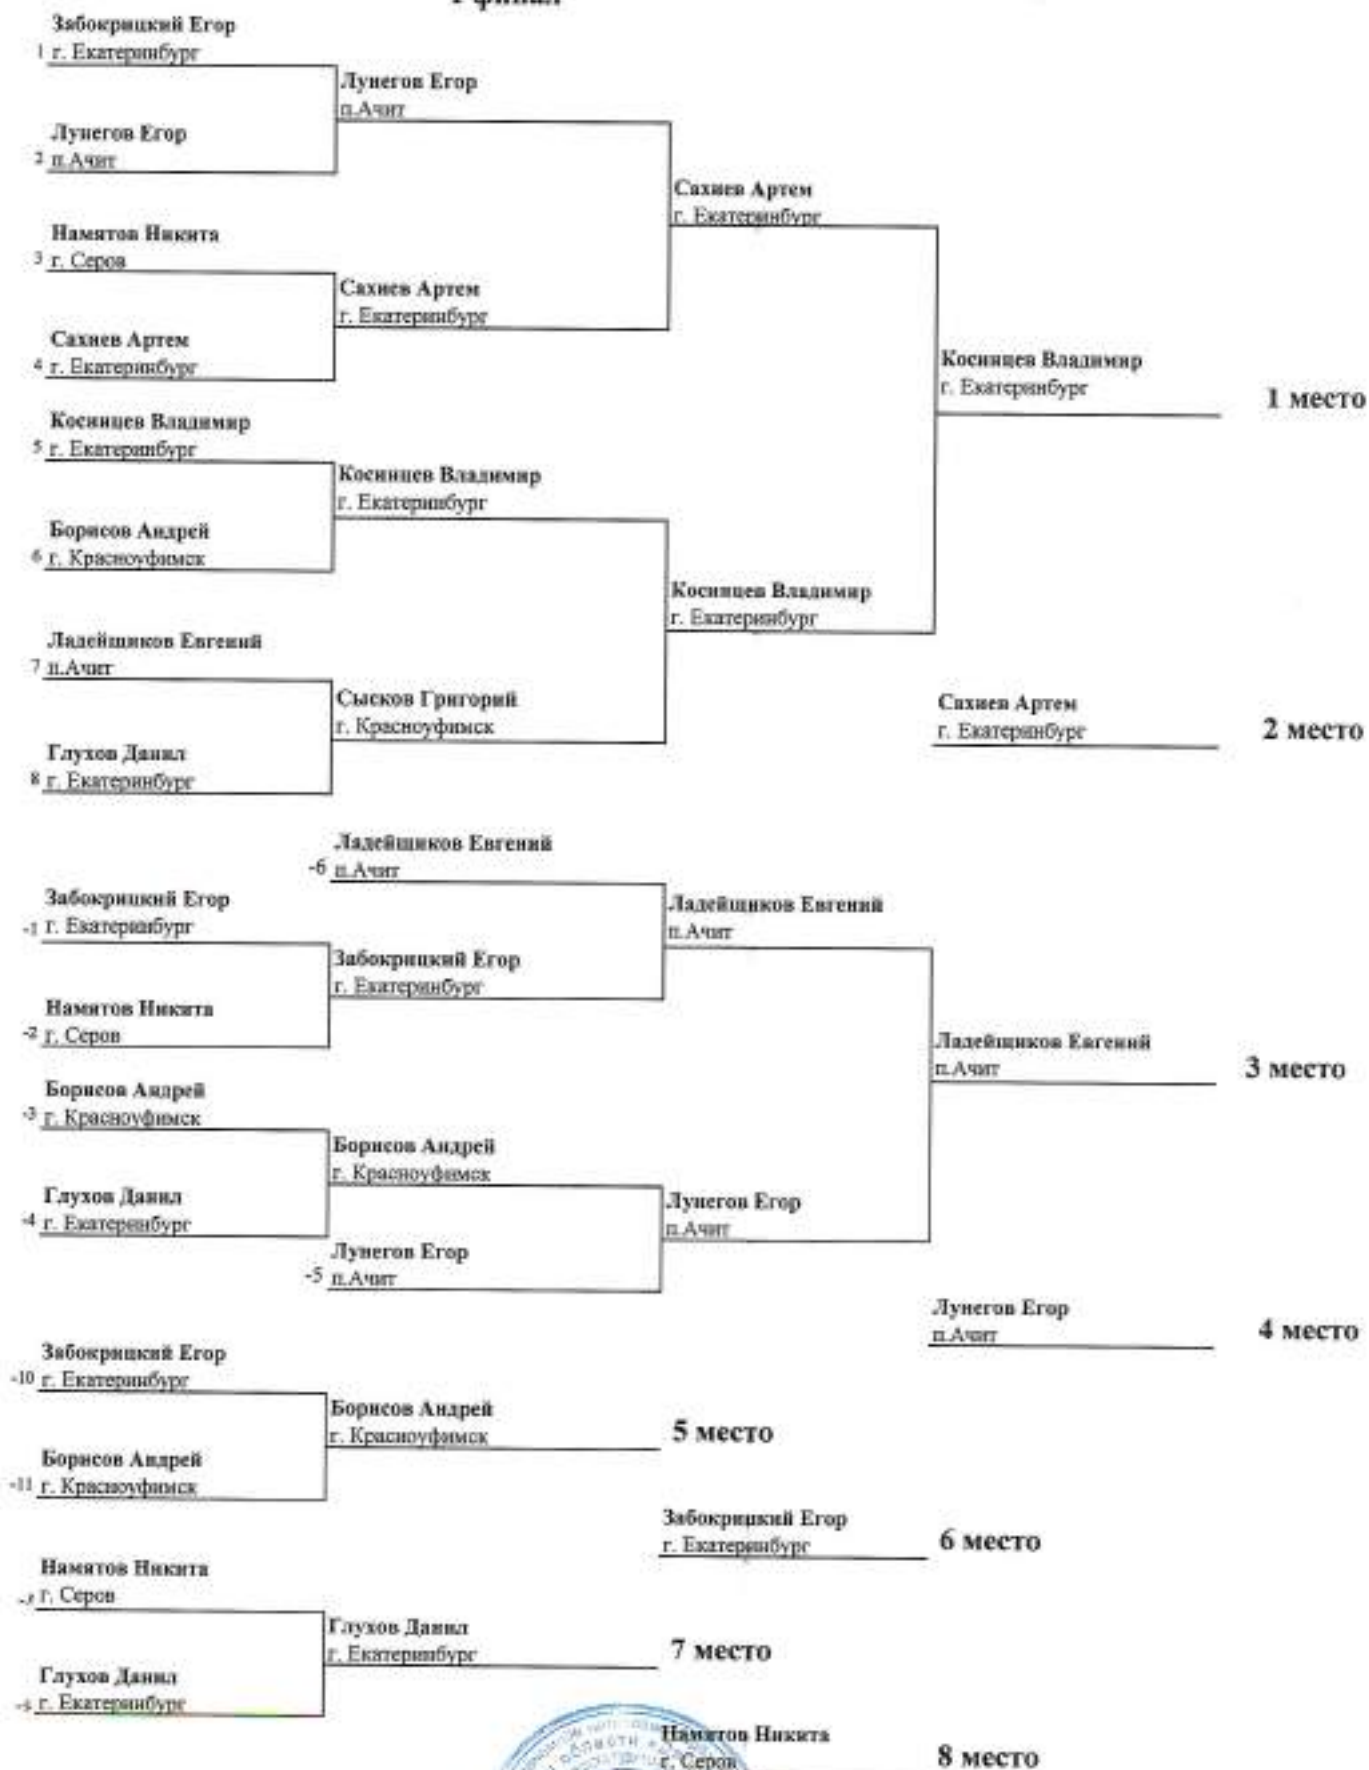 финал
Забокрицкий Егор
1 г. Екатеринбург
Лунегов Егор
п.Ачит
Лунегов Егор
2 п.Ачит
Сахиев Артем
г. Екатеринбург
Намятов Никита
3 г. Серов
Сахиев Артем
г. Екатеринбург
Сахиев Артем
4 г. Екатеринбург
Косинцев Владимир
г. Екатеринбург
1 место
Косинцев Владимир
5 г. Екатеринбург
Косинцев Владимир
г. Екатеринбург
Борисов Андрей
6 г. Красноуфимск
Косинцев Владимир
г. Екатеринбург
Ладейщиков Евгений
7 п.Ачит
Сысков Григорий
г. Красноуфимск
Сахиев Артем
г. Екатеринбург
2 место
Глухов Данил
8 г. Екатеринбург
Ладейщиков Евгений
-6 п.Ачит
Забокрицкий Егор
-1 г. Екатеринбург
Ладейщиков Евгений
п.Ачит
Забокрицкий Егор
г. Екатеринбург
Намятов Никита
-2 г. Серов
Ладейщиков Евгений
п.Ачит
3 место
Борисов Андрей
-3 г. Красноуфимск
Борисов Андрей
г. Красноуфимск
Глухов Данил
-4 г. Екатеринбург
Лунегов Егор
п.Ачит
Лунегов Егор
-5 п.Ачит
Лунегов Егор
п.Ачит
4 место
Забокрицкий Егор
-10 г. Екатеринбург
Борисов Андрей
г. Красноуфимск
5 место
Борисов Андрей
-11 г. Красноуфимск
Забокрицкий Егор
г. Екатеринбург
6 место
Намятов Никита
г. Серов
Глухов Данил
г. Екатеринбург
7 место
Глухов Данил
г. Екатеринбург
Намятов Никита
г. Серов
8 место
области